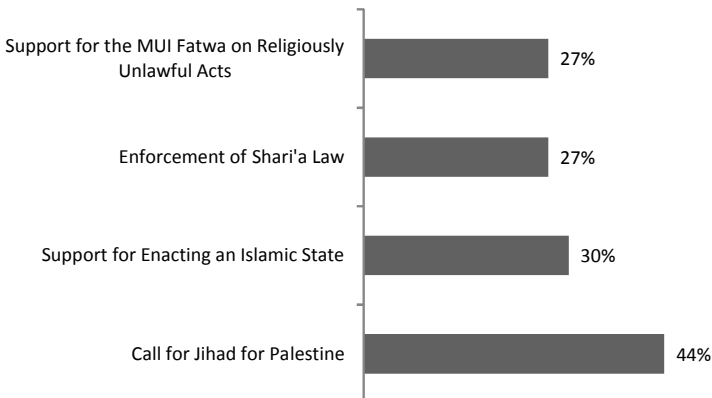 Support for the MUI Fatwa on Religiously
Unlawful Acts
27%
Enforcement of Shari'a Law
27%
Support for Enacting an Islamic State
30%
Call for Jihad for Palestine
44%